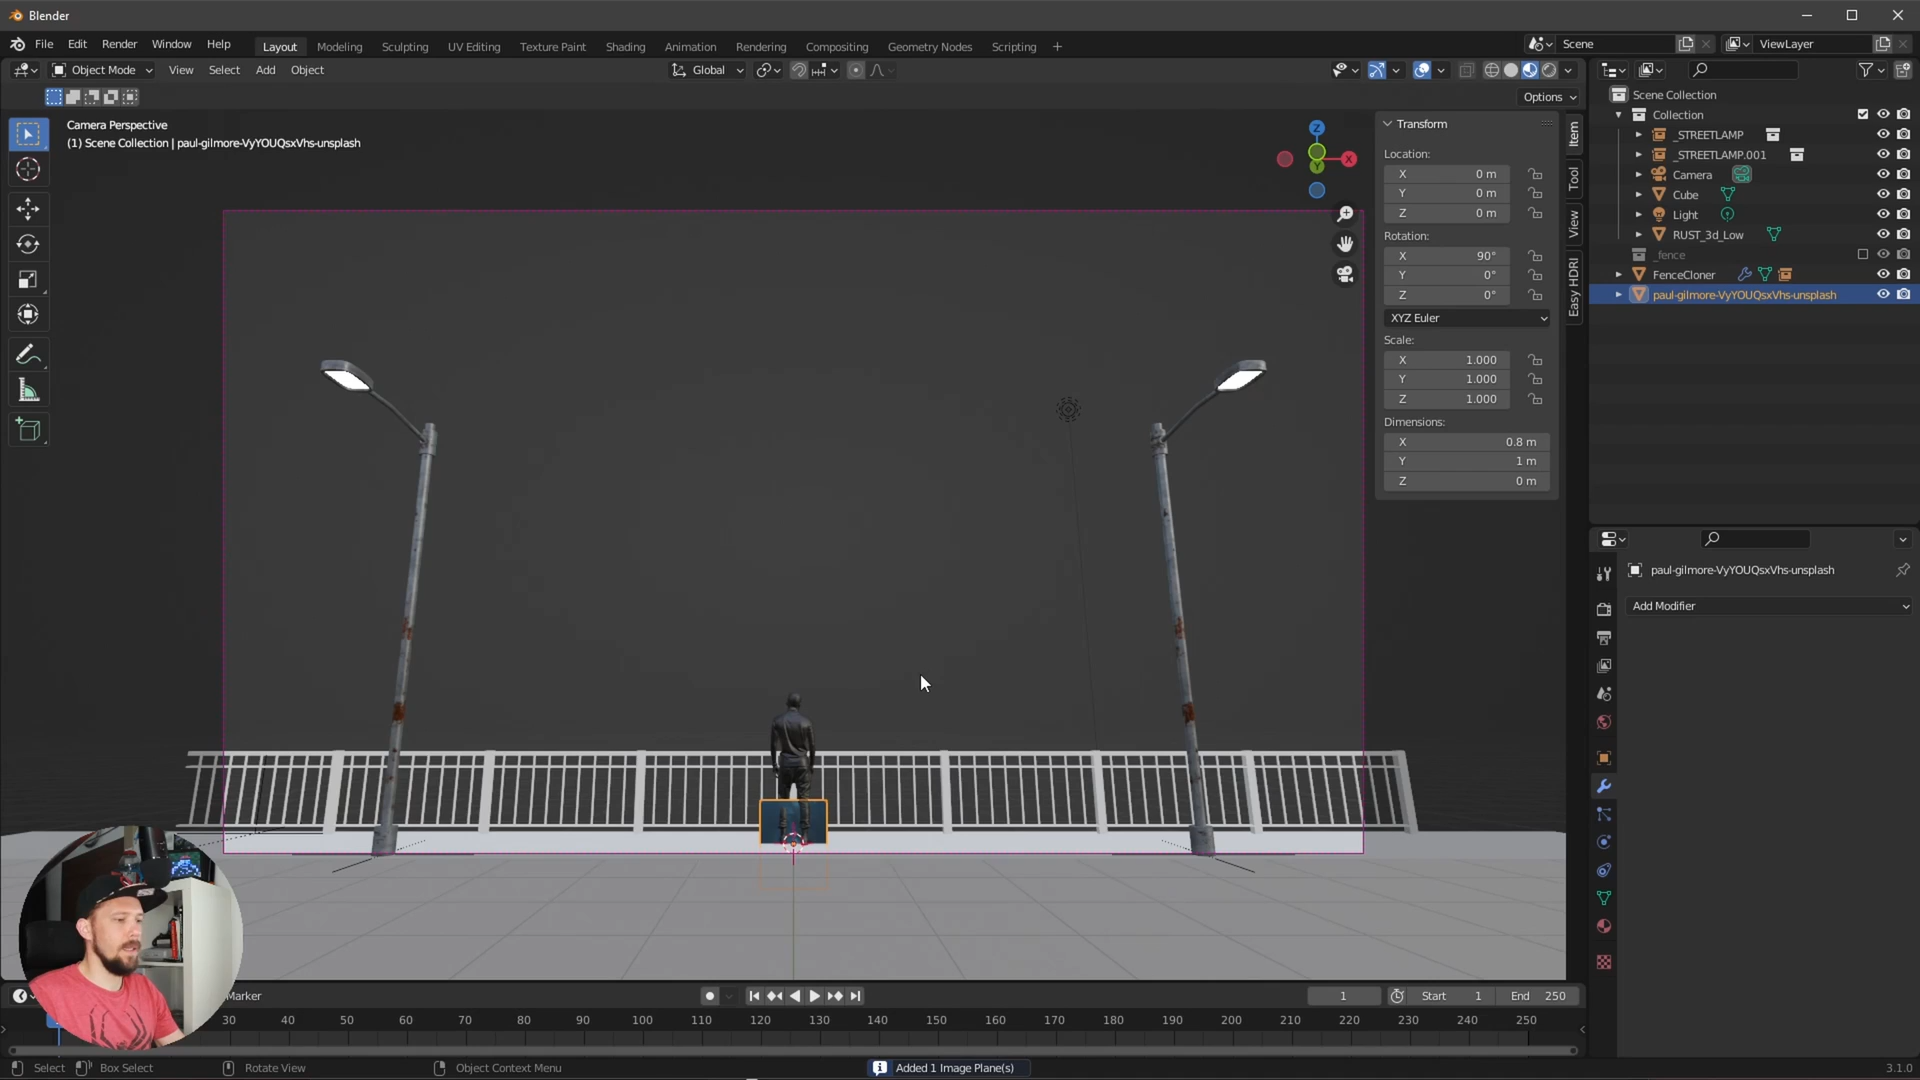 Blender
File Edit Render Window Help
Layout Modeling Sculpting UV Editing Texture Paint Shading Animation Rendering Compositing Geometry Nodes Scripting +
Scene ViewLayer
Object Mode View Select Add Object Global
Options
Camera Perspective
(1) Scene Collection | paul-gilmore-VyYOUQsxVhs-unsplash
Z
X
Y
Transform
Location:
X 0 m
Y 0 m
Z 0 m
Rotation:
X 90°
Y 0°
Z 0°
XYZ Euler
Scale:
X 1.000
Y 1.000
Z 1.000
Dimensions:
X 0.8 m
Y 1 m
Z 0 m
Item
Tool
View
Easy HDRI
Scene Collection
Collection
_STREETLAMP
_STREETLAMP.001
Camera
Cube
Light
RUST_3d_Low
_fence
FenceCloner
paul-gilmore-VyYOUQsxVhs-unsplash
paul-gilmore-VyYOUQsxVhs-unsplash
Add Modifier
Marker
1 Start 1 End 250
30 40 50 60 70 80 90 100 110 120 130 140 150 160 170 180 190 200 210 220 230 240 250
Select Box Select Rotate View Object Context Menu Added 1 Image Plane(s) 3.1.0